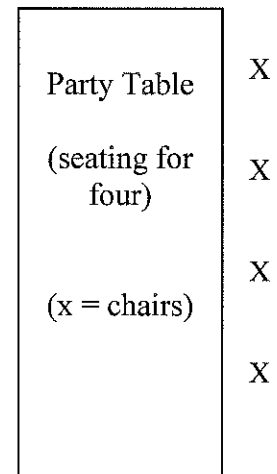 Party Table
X
(seating for
four)
X
X
(x = chairs)
X